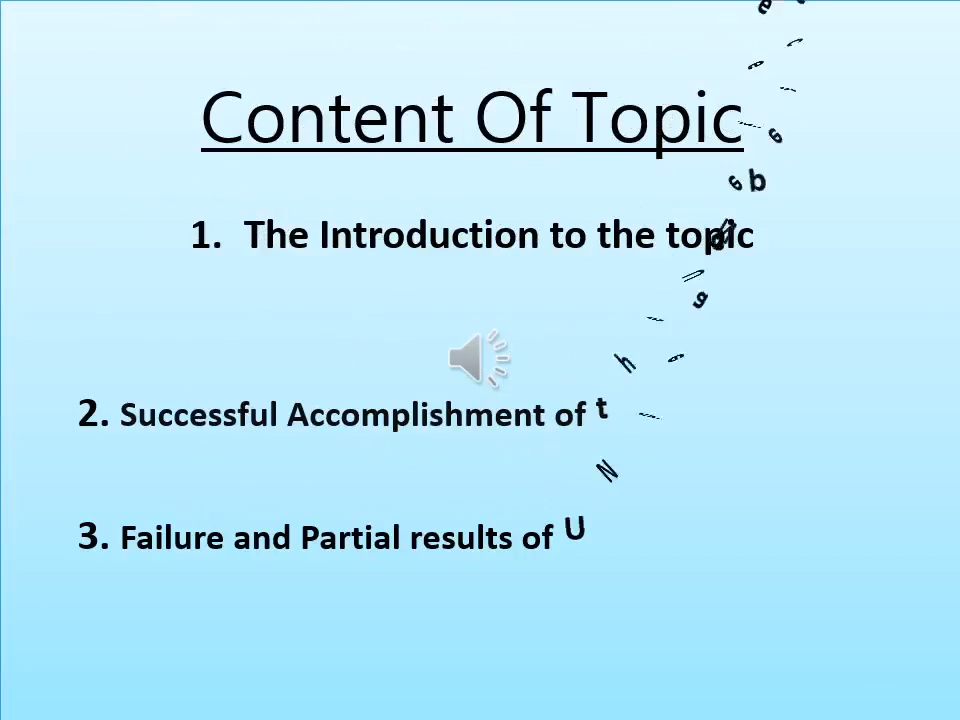 Content Of Topic
1. The Introduction to the topic
2. Successful Accomplishment of t
3. Failure and Partial results of U